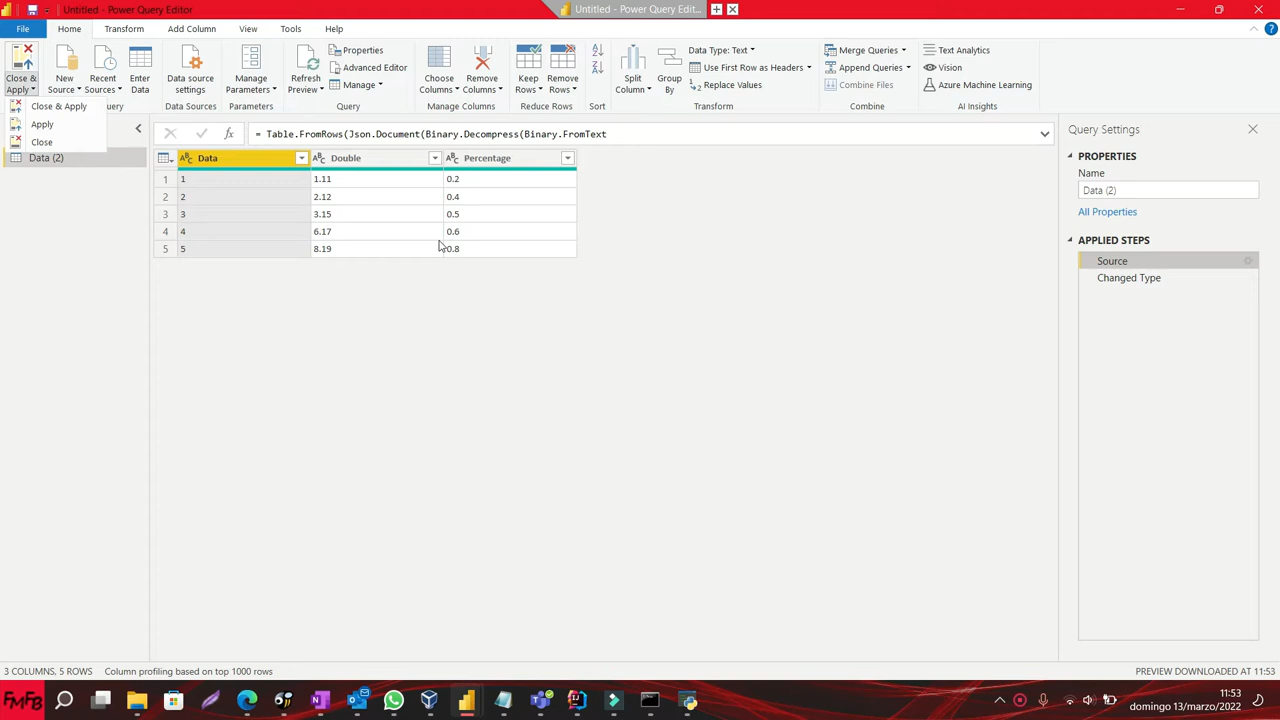 Untitled - Power Query Editor
Untitled - Power Query Edit...
File
Home
Transform
Add Column
View
Tools
Help
Close &
Apply
New
Source
Recent
Sources
Enter
Data
Data source
settings
Manage
Parameters
Refresh
Preview
Properties
Advanced Editor
Manage
Choose
Columns
Remove
Columns
Keep
Rows
Remove
Rows
Split
Column
Group
By
Data Type: Text
Use First Row as Headers
Replace Values
Merge Queries
Append Queries
Combine Files
Text Analytics
Vision
Azure Machine Learning
Close & Apply
Apply
Close
Data Sources
Parameters
Query
Manage Columns
Reduce Rows
Sort
Transform
Combine
AI Insights
= Table.FromRows(Json.Document(Binary.Decompress(Binary.FromText
Data (2)
Data Double Percentage
1 1 1.11 0.2
2 2 2.12 0.4
3 3 3.15 0.5
4 4 6.17 0.6
5 5 8.19 0.8
Query Settings
PROPERTIES
Name
Data (2)
All Properties
APPLIED STEPS
Source
Changed Type
3 COLUMNS, 5 ROWS
Column profiling based on top 1000 rows
PREVIEW DOWNLOADED AT 11:53
FMFB
11:53
domingo 13/marzo/2022